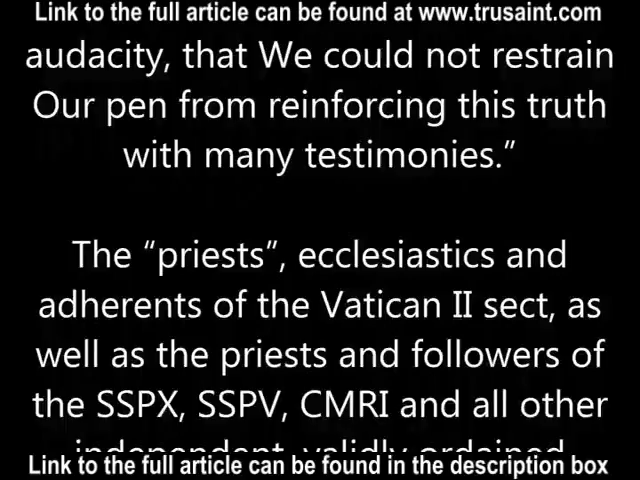 Link to the full article can be found at www.trusaint.com
audacity, that We could not restrain
Our pen from reinforcing this truth
with many testimonies.”
The “priests”, ecclesiastics and
adherents of the Vatican II sect, as
well as the priests and followers of
the SSPX, SSPV, CMRI and all other
independent, validly ordained
Link to the full article can be found in the description box